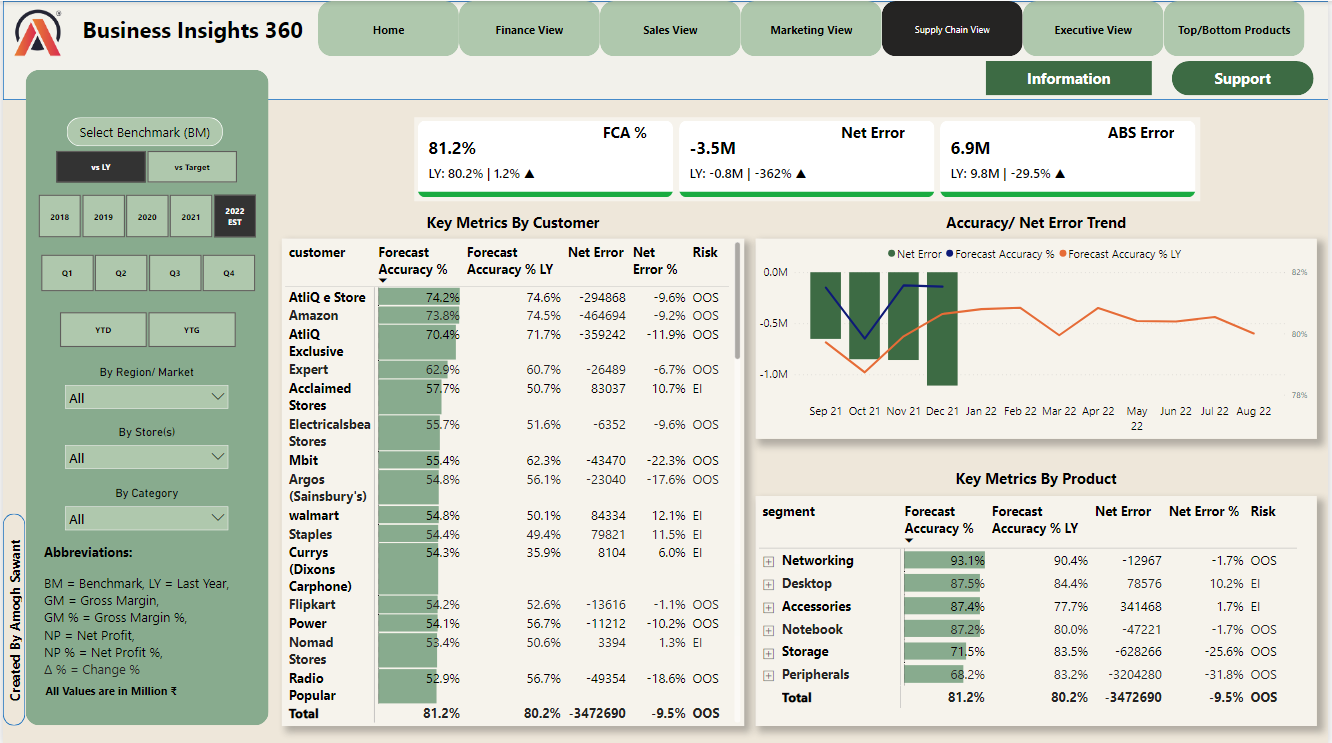 Business Insights 360
Home
Finance View
Sales View
Marketing View
Supply Chain View
Executive View
Top/Bottom Products
Information
Support
Select Benchmark (BM)
vs LY
vs Target
2018
2019
2020
2021
2022
EST
Q1
Q2
Q3
Q4
YTD
YTG
By Region/ Market
All
By Store(s)
All
By Category
All
Abbreviations:
BM = Benchmark, LY = Last Year,
GM = Gross Margin,
GM % = Gross Margin %,
NP = Net Profit,
NP % = Net Profit %,
Δ % = Change %
All Values are in Million ₹
Created By Amogh Sawant
FCA %
81.2%
LY: 80.2% | 1.2% ▲
Net Error
-3.5M
LY: -0.8M | -362% ▲
ABS Error
6.9M
LY: 9.8M | -29.5% ▲
Key Metrics By Customer
customer Forecast Accuracy % Forecast Accuracy % LY Net Error Net Error % Risk
AtliQ e Store 74.2% 74.6% -294868 -9.6% OOS
Amazon 73.8% 74.5% -464694 -9.2% OOS
AtliQ Exclusive 70.4% 71.7% -359242 -11.9% OOS
Expert 62.9% 60.7% -26489 -6.7% OOS
Acclaimed Stores 57.7% 50.7% 83037 10.7% EI
Electricalsbea Stores 55.7% 51.6% -6352 -9.6% OOS
Mbit 55.4% 62.3% -43470 -22.3% OOS
Argos (Sainsbury's) 54.8% 56.1% -23040 -17.6% OOS
walmart 54.8% 50.1% 84334 12.1% EI
Staples 54.4% 49.4% 79821 11.5% EI
Currys (Dixons Carphone) 54.3% 35.9% 8104 6.0% EI
Flipkart 54.2% 52.6% -13616 -1.1% OOS
Power 54.1% 56.7% -11212 -10.2% OOS
Nomad Stores 53.4% 50.6% 3394 1.3% EI
Radio Popular 52.9% 56.7% -49354 -18.6% OOS
Total 81.2% 80.2% -3472690 -9.5% OOS
Accuracy/ Net Error Trend
Net Error Forecast Accuracy % Forecast Accuracy % LY
0.0M
-0.5M
-1.0M
82%
80%
78%
Sep 21 Oct 21 Nov 21 Dec 21 Jan 22 Feb 22 Mar 22 Apr 22 May 22 Jun 22 Jul 22 Aug 22
Key Metrics By Product
segment Forecast Accuracy % Forecast Accuracy % LY Net Error Net Error % Risk
Networking 93.1% 90.4% -12967 -1.7% OOS
Desktop 87.5% 84.4% 78576 10.2% EI
Accessories 87.4% 77.7% 341468 1.7% EI
Notebook 87.2% 80.0% -47221 -1.7% OOS
Storage 71.5% 83.5% -628266 -25.6% OOS
Peripherals 68.2% 83.2% -3204280 -31.8% OOS
Total 81.2% 80.2% -3472690 -9.5% OOS